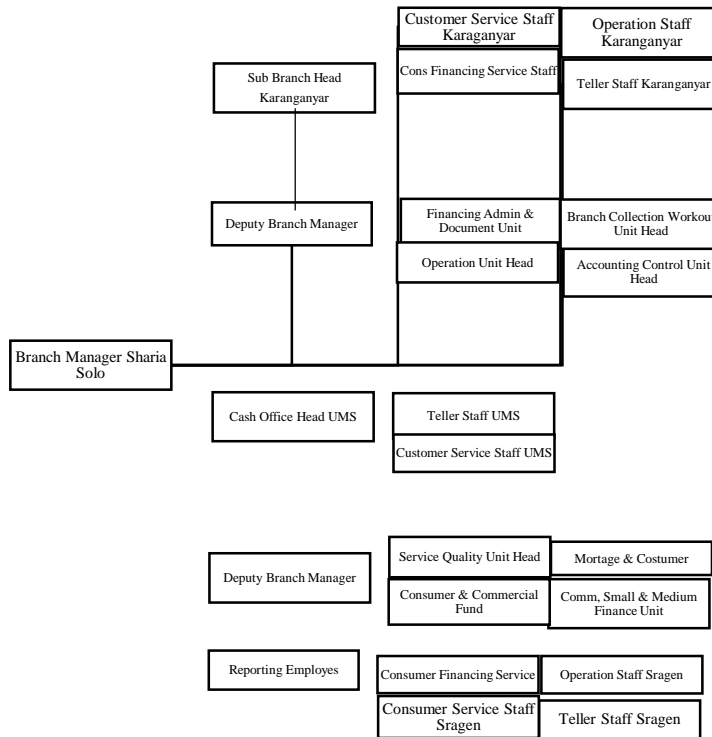 Customer Service Staff
Karaganyar
Operation Staff
Karanganyar
Sub Branch Head
Karanganyar
Cons Financing Service Staff
Teller Staff Karanganyar
Deputy Branch Manager
Financing Admin &
Document Unit
Branch Collection Workout
Unit Head
Operation Unit Head
Accounting Control Unit
Head
Branch Manager Sharia
Solo
Cash Office Head UMS
Teller Staff UMS
Customer Service Staff UMS
Deputy Branch Manager
Service Quality Unit Head
Mortage & Costumer
Consumer & Commercial
Fund
Comm, Small & Medium
Finance Unit
Reporting Employes
Consumer Financing Service
Operation Staff Sragen
Consumer Service Staff
Sragen
Teller Staff Sragen